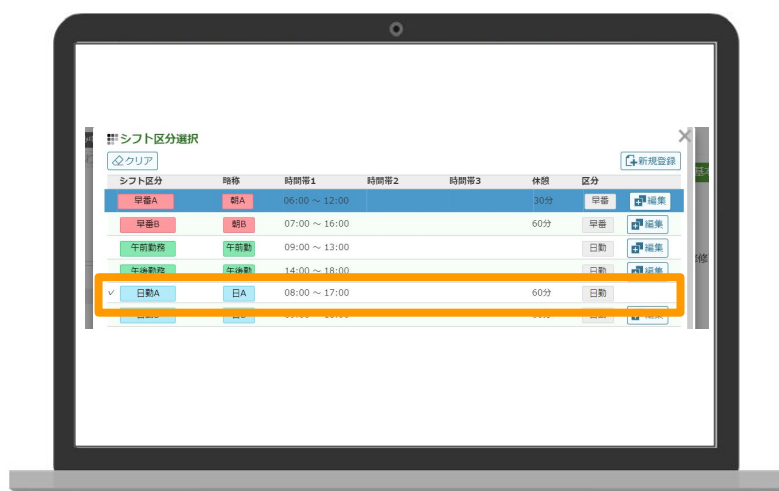 シフト区分選択
クリア
新規登録
シフト区分 略称 時間帯1 時間帯2 時間帯3 休憩 区分
早番A 朝A 06:00 ～ 12:00 30分 早番 編集
早番B 朝B 07:00 ～ 16:00 60分 早番 編集
午前勤務 午前勤 09:00 ～ 13:00 日勤 編集
午後勤務 午後勤 14:00 ～ 18:00 日勤 編集
日勤A 日A 08:00 ～ 17:00 60分 日勤